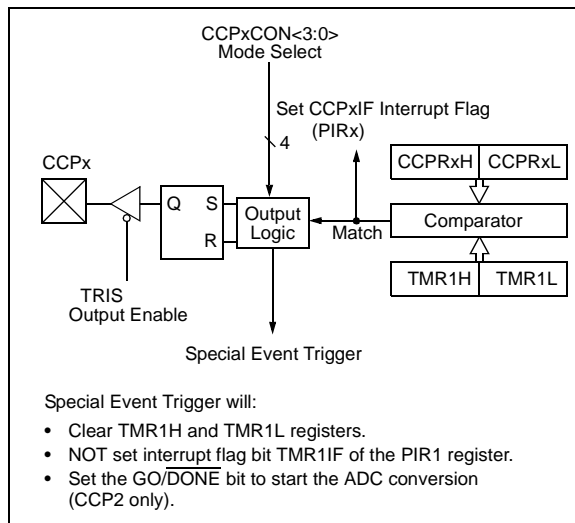 CCPxCON<3:0>
Mode Select
Set CCPxIF Interrupt Flag
(PIRx)
4
CCPx
CCPRxH CCPRxL
Q S
R
Output
Logic
Match
Comparator
TRIS
Output Enable
TMR1H TMR1L
Special Event Trigger
Special Event Trigger will:
• Clear TMR1H and TMR1L registers.
• NOT set interrupt flag bit TMR1IF of the PIR1 register.
• Set the GO/DONE bit to start the ADC conversion
(CCP2 only).